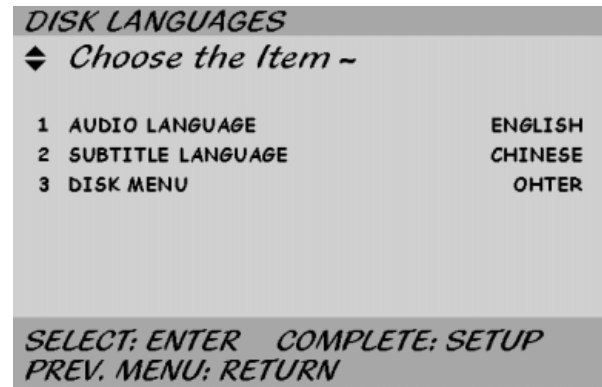 DISK LANGUAGES
Choose the Item ~
1 AUDIO LANGUAGE ENGLISH
2 SUBTITLE LANGUAGE CHINESE
3 DISK MENU OHTER
SELECT: ENTER COMPLETE: SETUP
PREV. MENU: RETURN